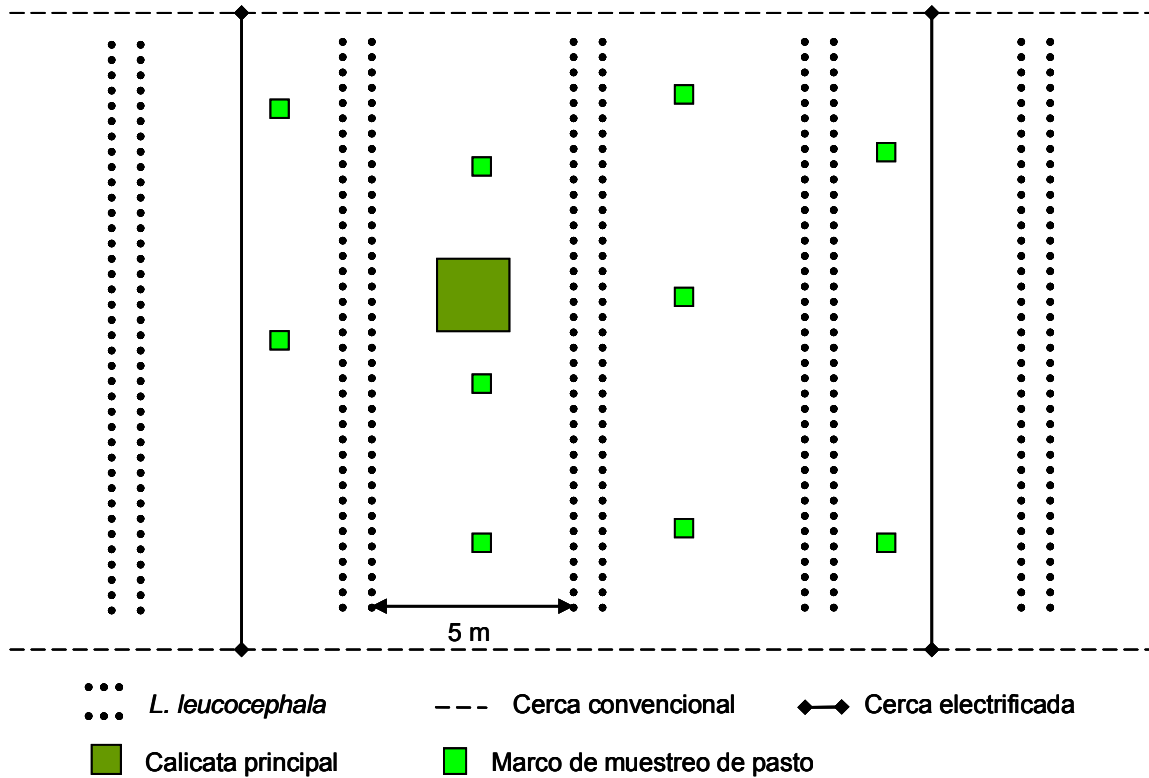 5 m
L. leucocephala
Cerca convencional
Cerca electrificada
Calicata principal
Marco de muestreo de pasto